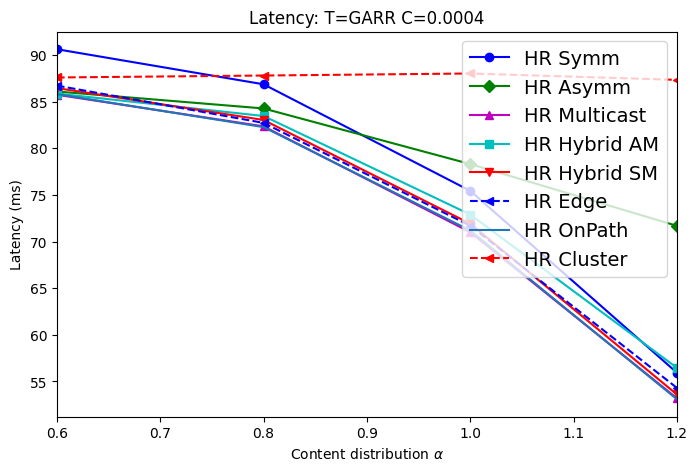 Latency: T=GARR C=0.0004
Latency (ms)
90
85
80
75
70
65
60
55
HR Symm
HR Asymm
HR Multicast
HR Hybrid AM
HR Hybrid SM
HR Edge
HR OnPath
HR Cluster
0.6 0.7 0.8 0.9 1.0 1.1 1.2
Content distribution α